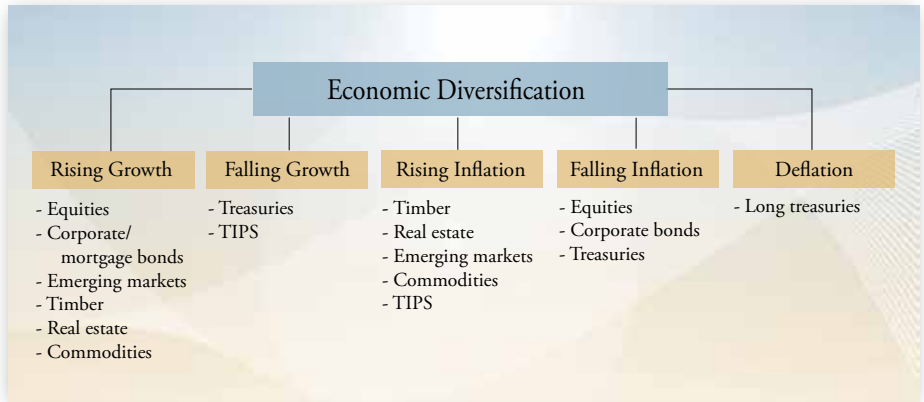 Economic Diversification
Rising Growth
- Equities
- Corporate/
mortgage bonds
- Emerging markets
- Timber
- Real estate
- Commodities
Falling Growth
- Treasuries
- TIPS
Rising Inflation
- Timber
- Real estate
- Emerging markets
- Commodities
- TIPS
Falling Inflation
- Equities
- Corporate bonds
- Treasuries
Deflation
- Long treasuries